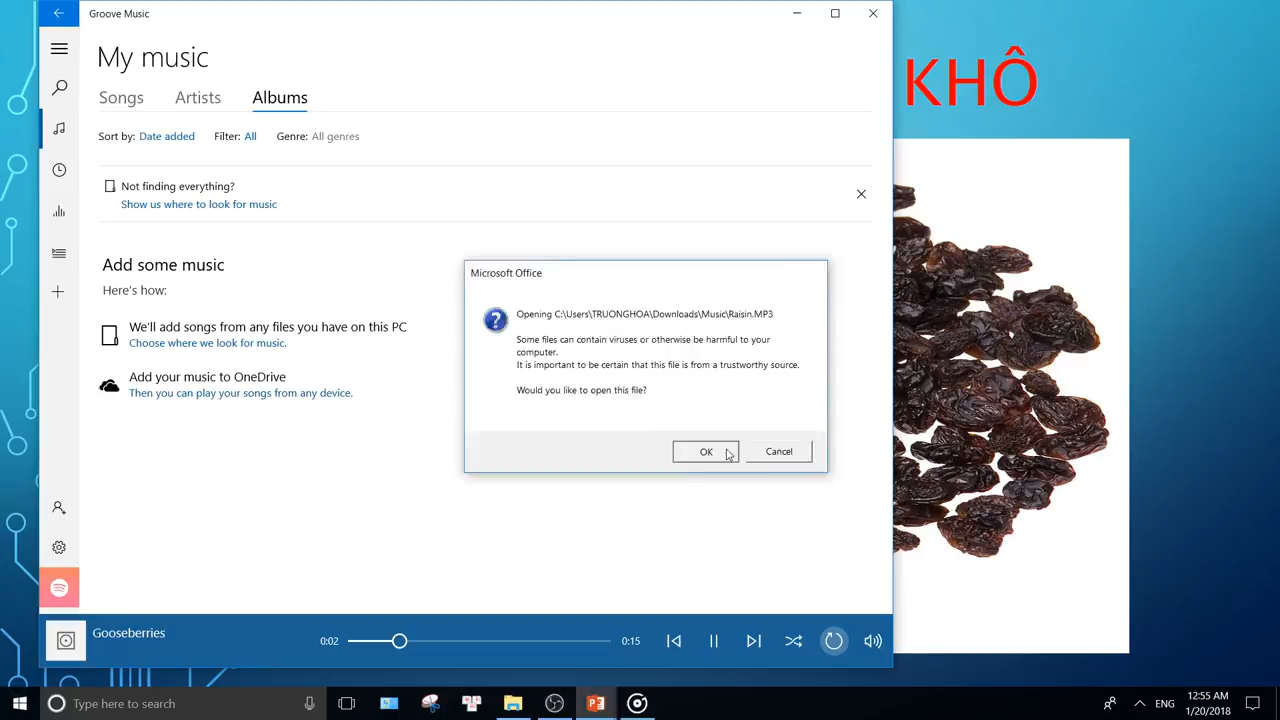 Groove Music
My music
Songs Artists Albums
Sort by: Date added Filter: All Genre: All genres
Not finding everything?
Show us where to look for music
Add some music
Here's how:
We'll add songs from any files you have on this PC
Choose where we look for music.
Add your music to OneDrive
Then you can play your songs from any device.
Microsoft Office
Opening C:\Users\TRUONGHOA\Downloads\Music\Raisin.MP3
Some files can contain viruses or otherwise be harmful to your
computer.
It is important to be certain that this file is from a trustworthy source.
Would you like to open this file?
OK Cancel
KHÔ
Gooseberries
0:02 0:15
Type here to search
ENG
12:55 AM
1/20/2018